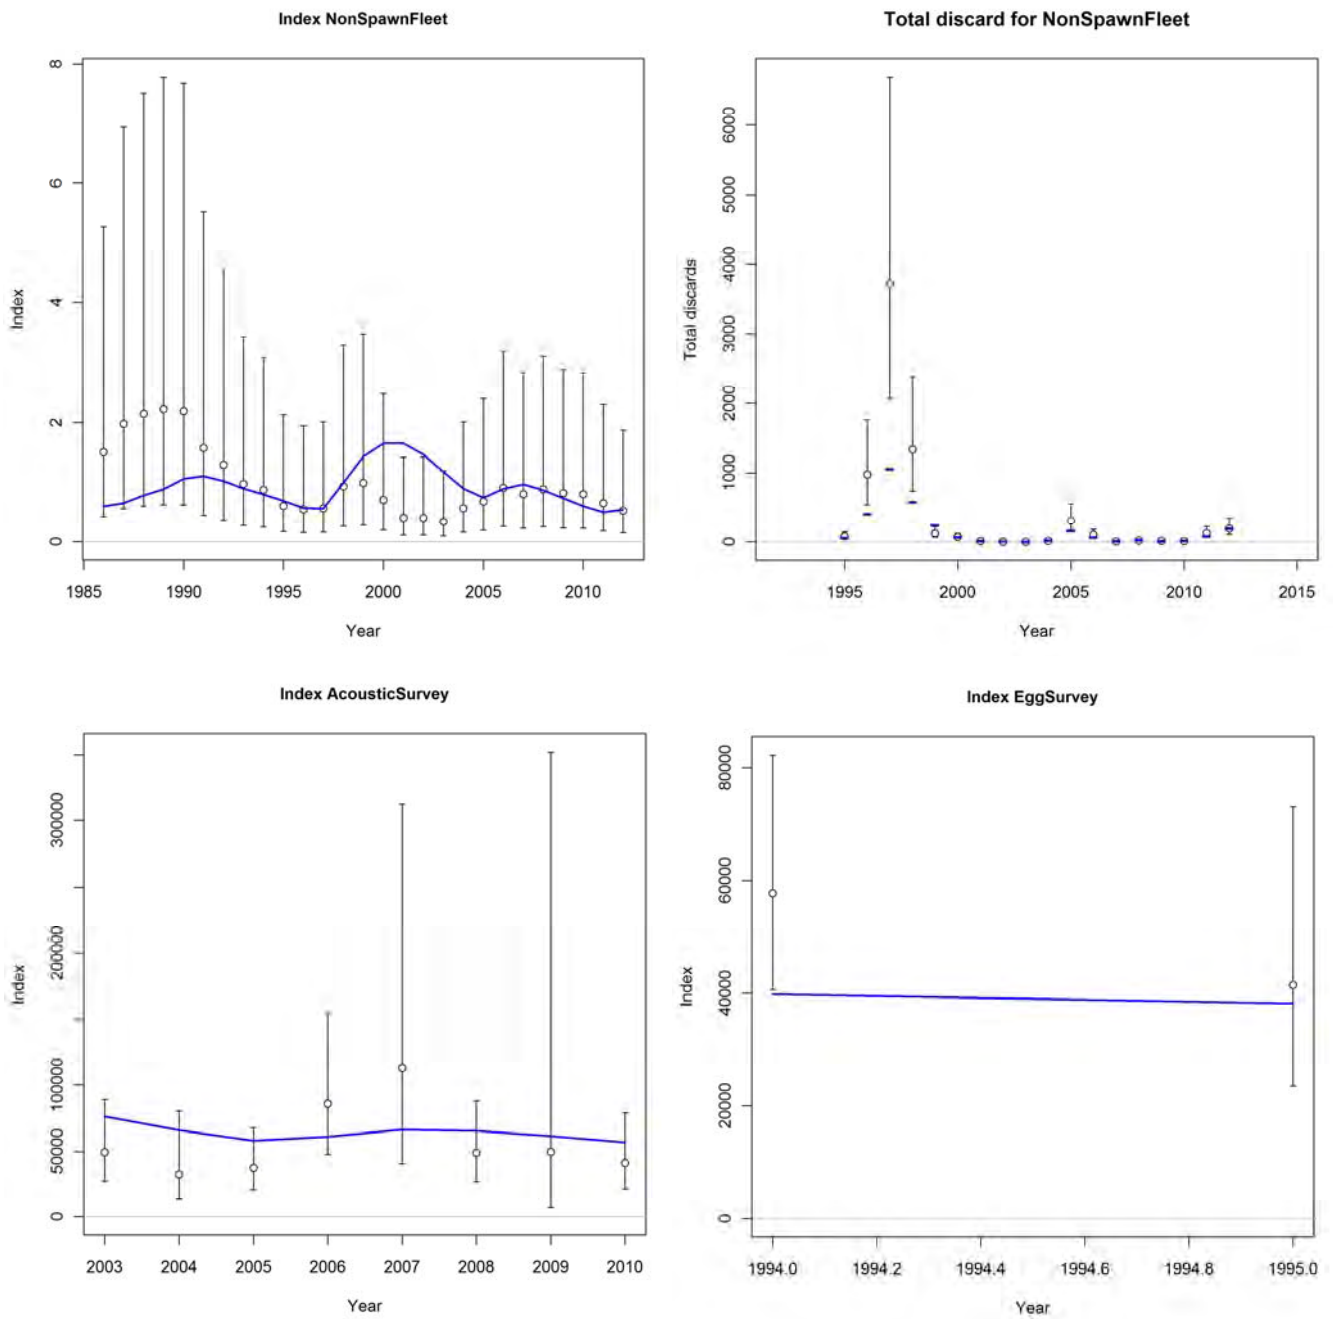 Index NonSpawnFleet
Index
0
2
4
6
8
1985 1990 1995 2000 2005 2010
Year
Total discard for NonSpawnFleet
Total discards
0
1000
2000
3000
4000
5000
6000
1995 2000 2005 2010 2015
Year
Index AcousticSurvey
Index
0
50000
100000
200000
300000
2003 2004 2005 2006 2007 2008 2009 2010
Year
Index EggSurvey
Index
0
20000
40000
60000
80000
1994.0 1994.2 1994.4 1994.6 1994.8 1995.0
Year